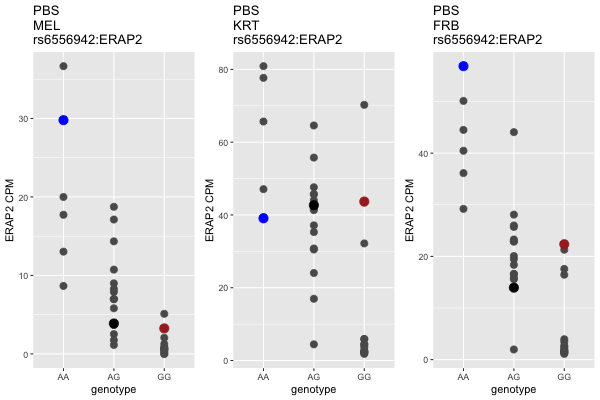 PBS
MEL
rs6556942:ERAP2
ERAP2 CPM
30
20
10
0
AA AG GG
genotype
PBS
KRT
rs6556942:ERAP2
ERAP2 CPM
80
60
40
20
0
AA AG GG
genotype
PBS
FRB
rs6556942:ERAP2
ERAP2 CPM
40
20
0
AA AG GG
genotype